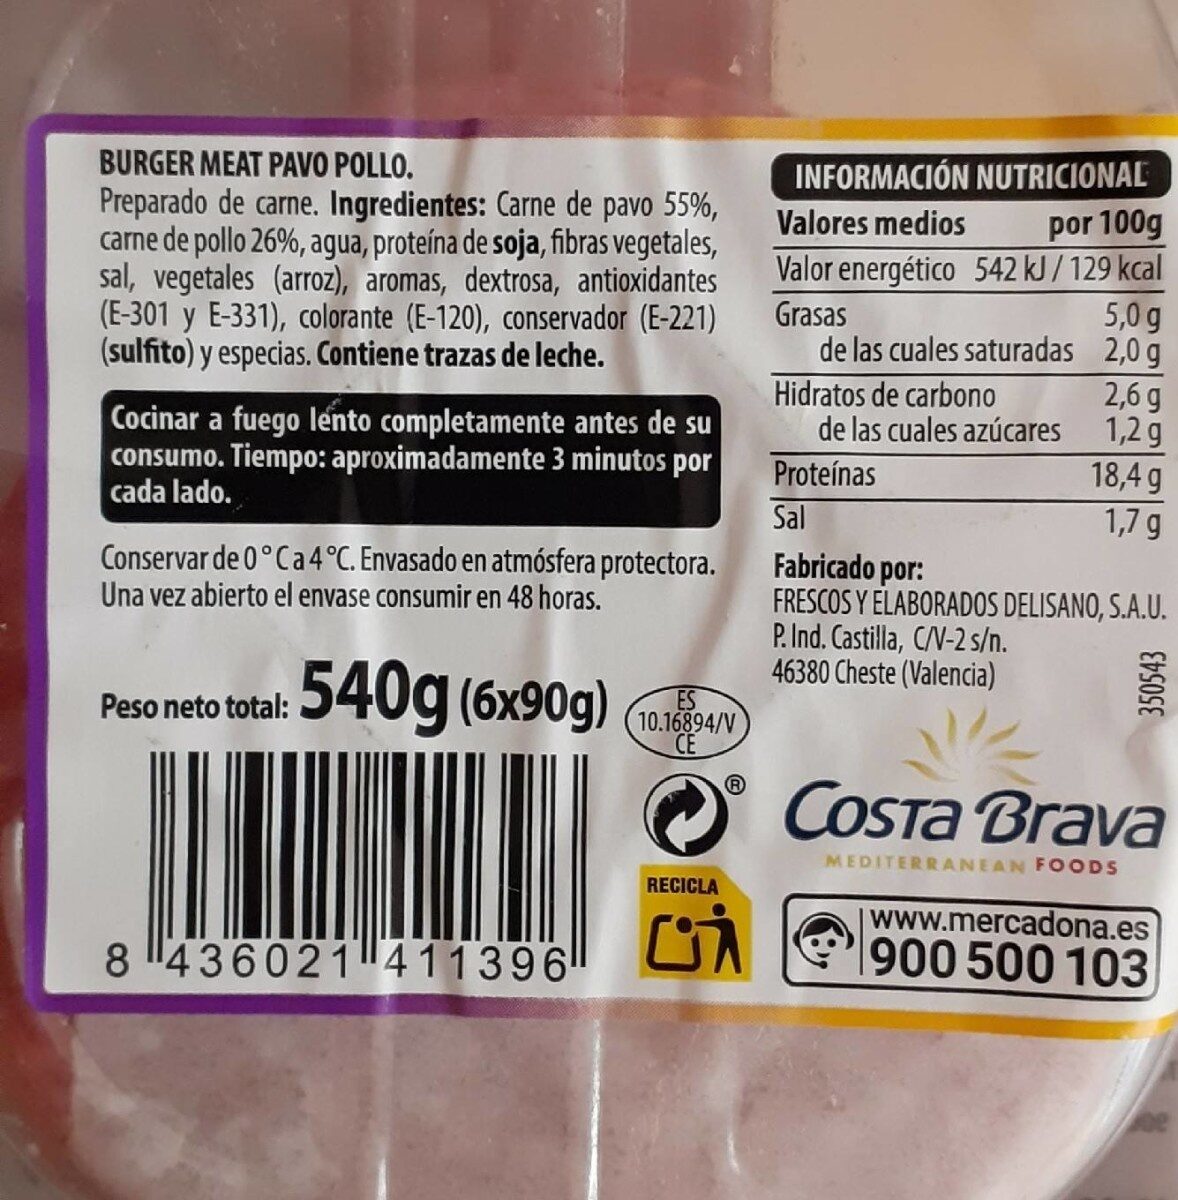 BURGER MEAT PAVO POLLO.
Preparado de carne. Ingredientes: Carne de pavo 55%,
carne de pollo 26%, agua, proteína de soja, fibras vegetales,
sal, vegetales (arroz), aromas, dextrosa, antioxidantes
(E-301 y E-331), colorante (E-120), conservador (E-221)
(sulfito) y especias. Contiene trazas de leche.
Cocinar a fuego lento completamente antes de su
consumo. Tiempo: aproximadamente 3 minutos por
cada lado.
Conservar de 0°C a 4°C. Envasado en atmósfera protectora.
Una vez abierto el envase consumir en 48 horas.
Peso neto total: 540g (6x90g)
ES
10.16894/V
CE
8 436021 411396
®
RECICLA
INFORMACIÓN NUTRICIONAL
Valores medios por 100g
Valor energético 542 kJ / 129 kcal
Grasas 5,0 g
de las cuales saturadas 2,0 g
Hidratos de carbono 2,6 g
de las cuales azúcares 1,2 g
Proteínas 18,4 g
Sal 1,7 g
Fabricado por:
FRESCOS Y ELABORADOS DELISANO, S.A.U.
P. Ind. Castilla, C/V-2 s/n.
46380 Cheste (Valencia)
350543
Costa Brava
MEDITERRANEAN FOODS
www.mercadona.es
900 500 103